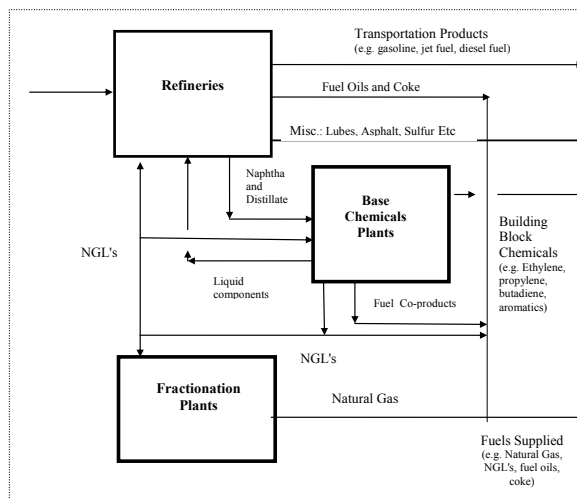 Transportation Products
(e.g. gasoline, jet fuel, diesel fuel)
Refineries
Fuel Oils and Coke
Misc.: Lubes, Asphalt, Sulfur Etc
Naphtha
and
Distillate
Base
Chemicals
Plants
NGL's
Building
Block
Chemicals
(e.g. Ethylene,
propylene,
butadiene,
aromatics)
Liquid
components
Fuel Co-products
NGL's
Fractionation
Plants
Natural Gas
Fuels Supplied
(e.g. Natural Gas,
NGL's, fuel oils,
coke)